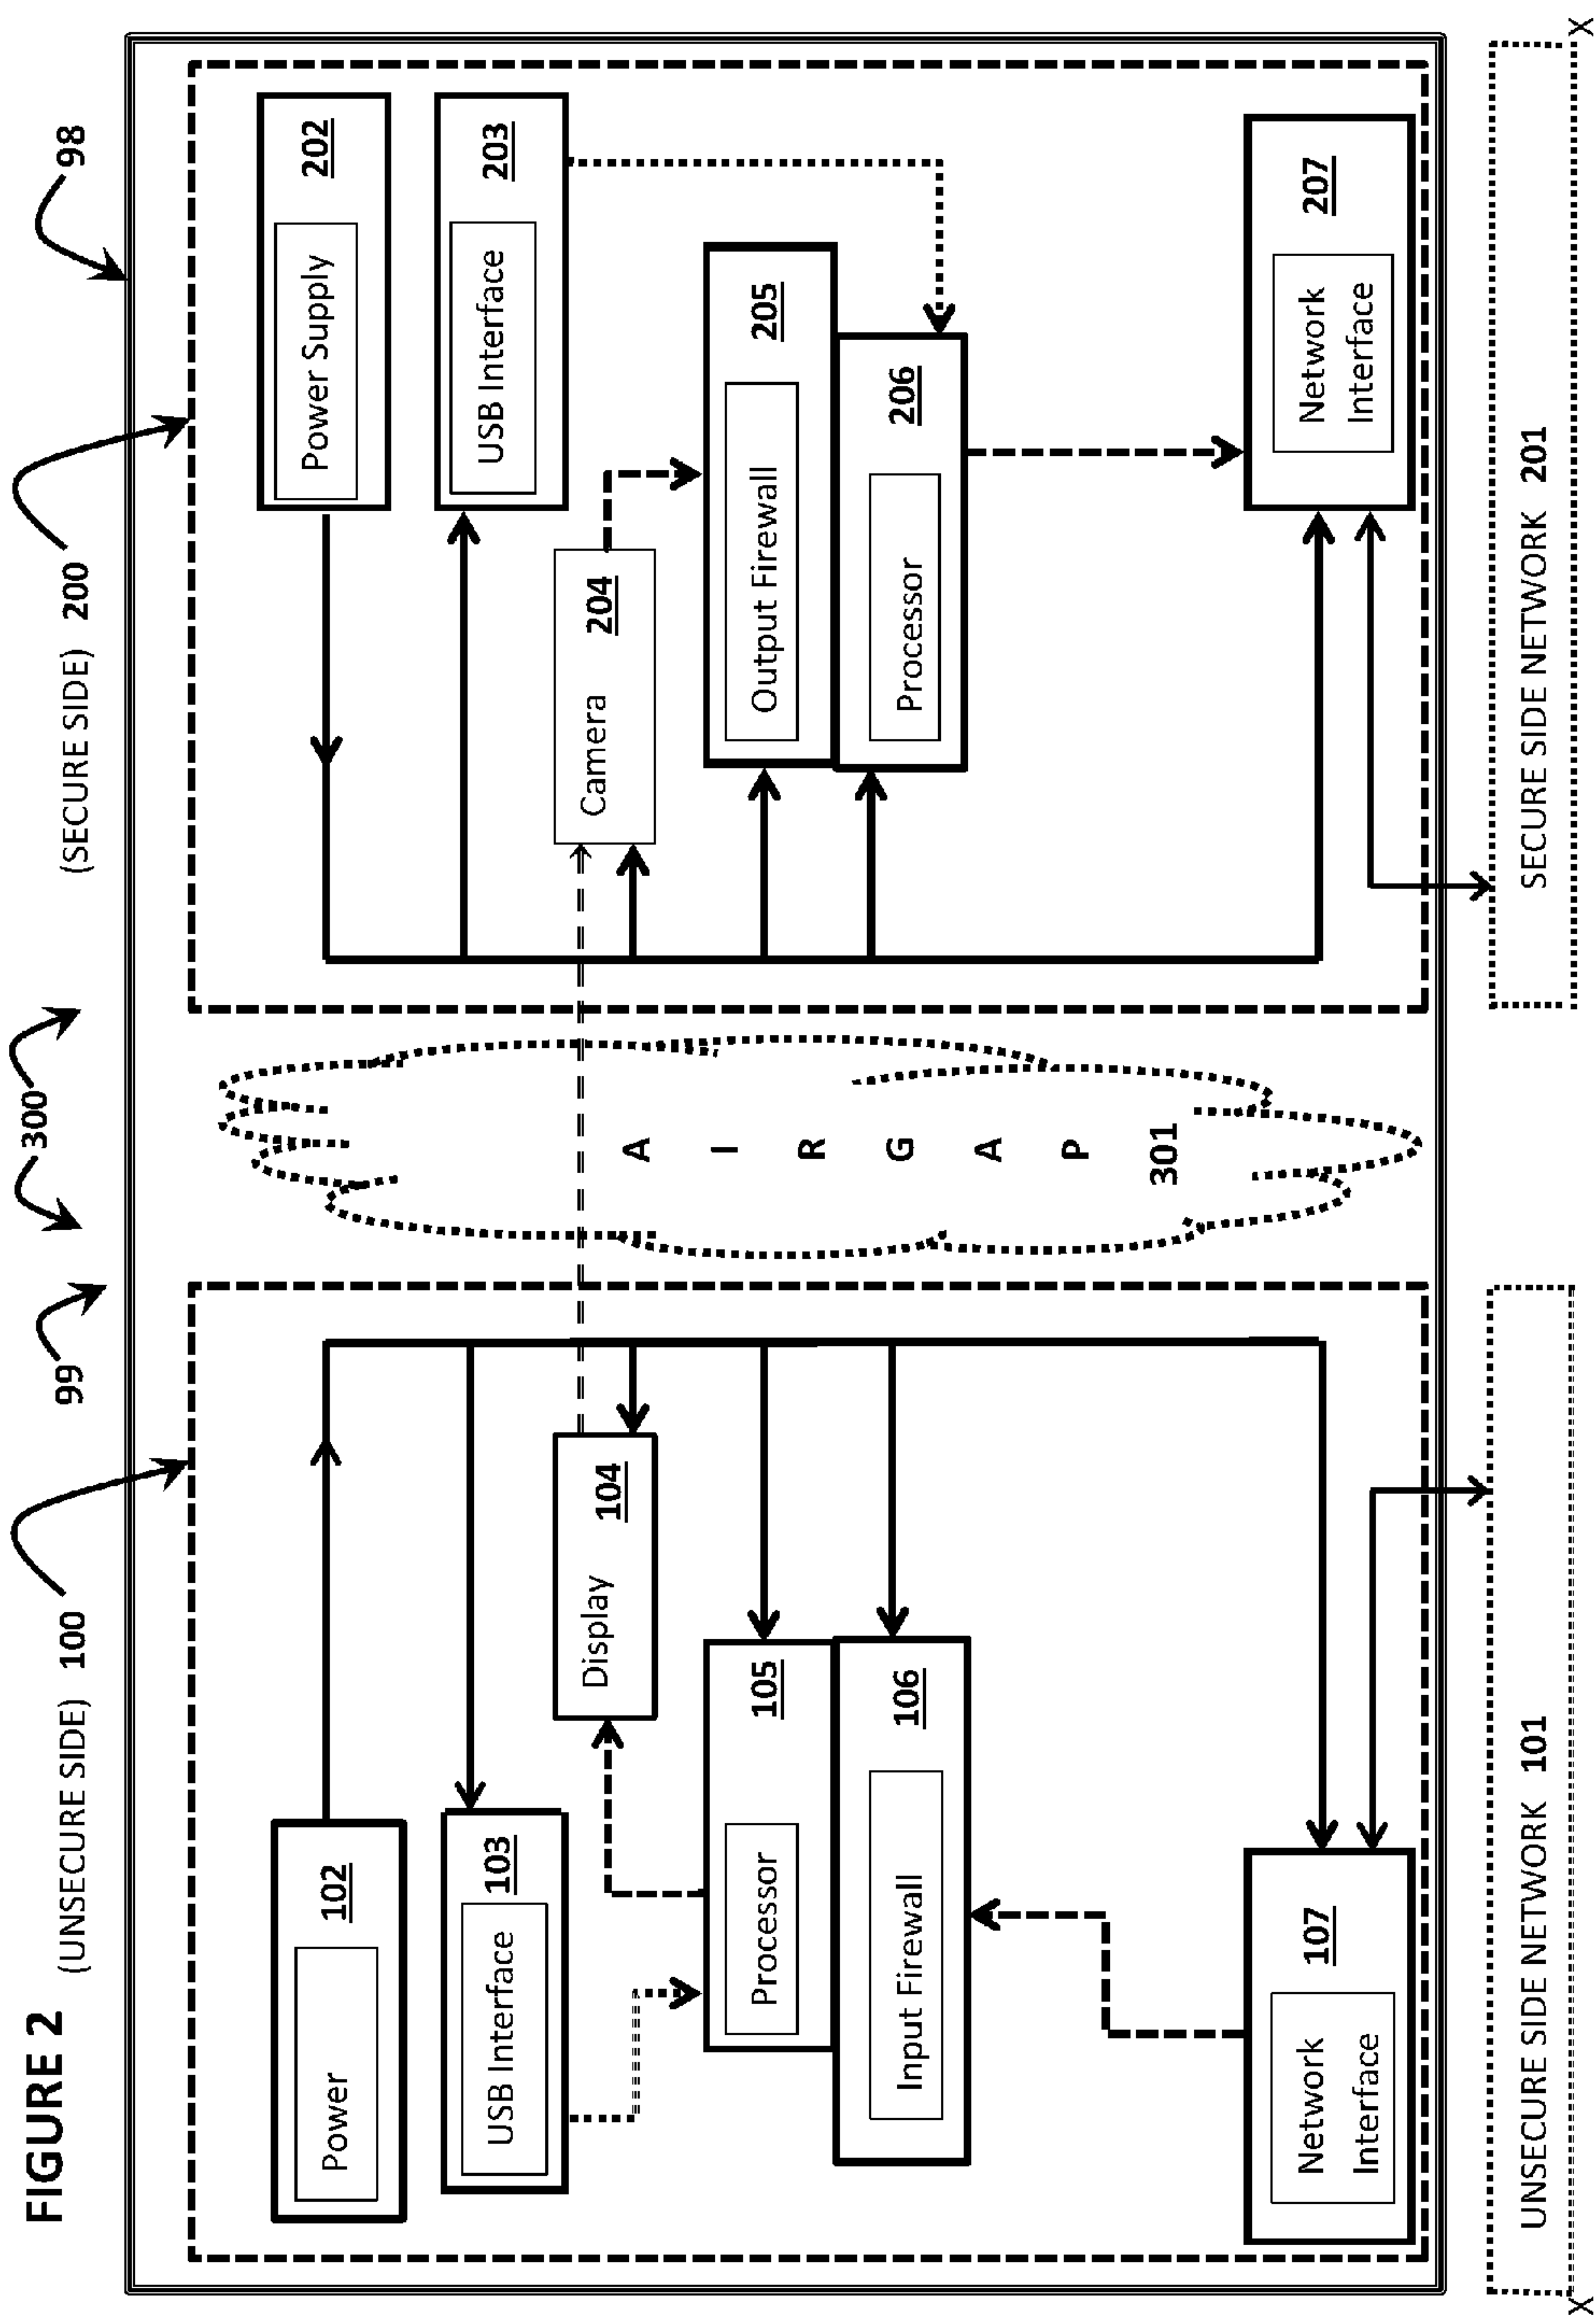 FIGURE 2
(UNSECURE SIDE) 100
99
300
(SECURE SIDE) 200
98
Power
102
USB Interface
103
Display
104
Processor
105
Input Firewall
106
Network
Interface
107
A
I
R
G
A
P
301
Power Supply
202
USB Interface
203
Camera
204
Output Firewall
205
Processor
206
Network
Interface
207
UNSECURE SIDE NETWORK 101
SECURE SIDE NETWORK 201
X
X